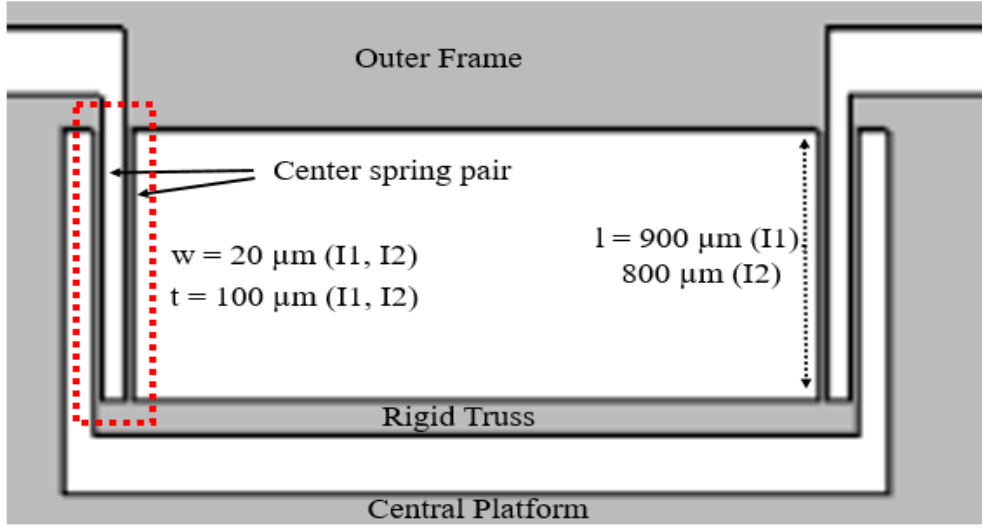 Outer Frame
Center spring pair
w = 20 µm (I1, I2)
t = 100 µm (I1, I2)
l = 900 µm (I1),
800 µm (I2)
Rigid Truss
Central Platform